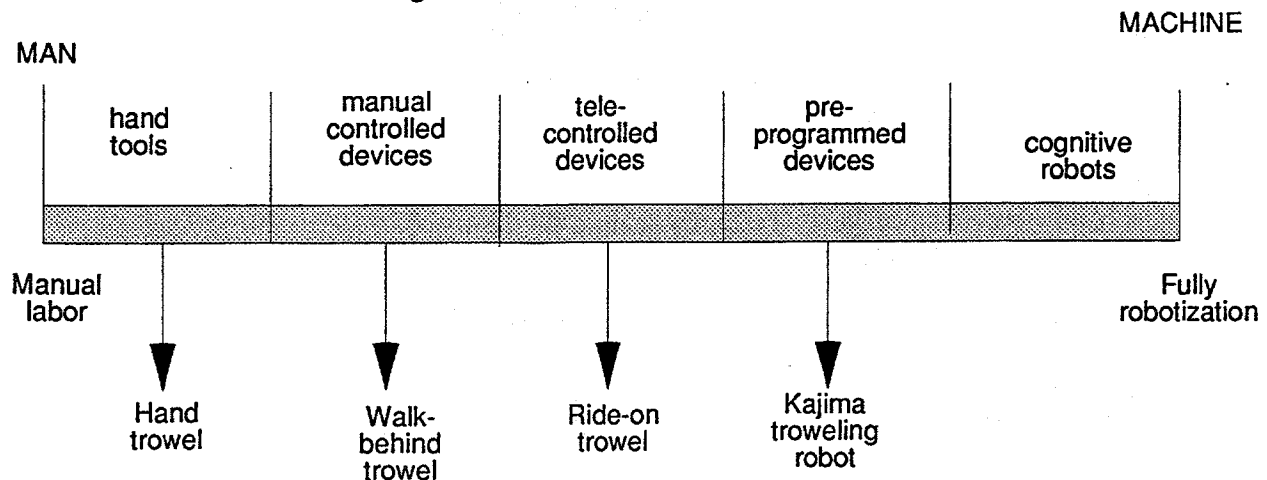 MACHINE
MAN
hand
tools
manual
controlled
devices
tele-
controlled
devices
pre-
programmed
devices
cognitive
robots
Manual
labor
Fully
robotization
Hand
trowel
Walk-
behind
trowel
Ride-on
trowel
Kajima
troweling
robot